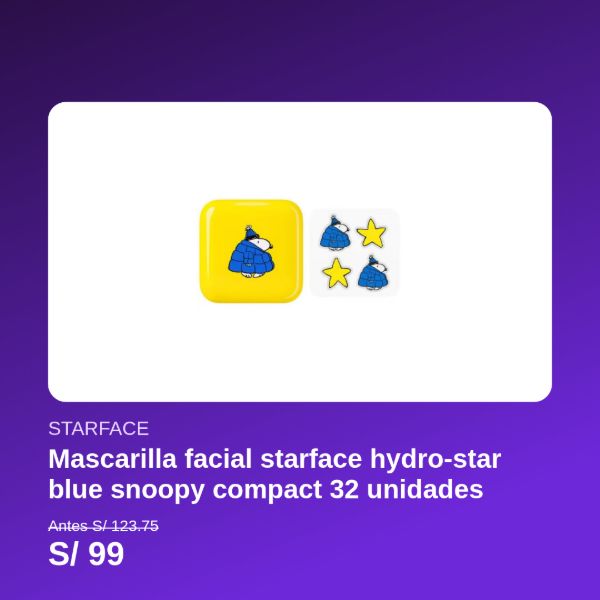 STARFACE
Mascarilla facial starface hydro-star
blue snoopy compact 32 unidades
Antes S/ 123.75
S/ 99